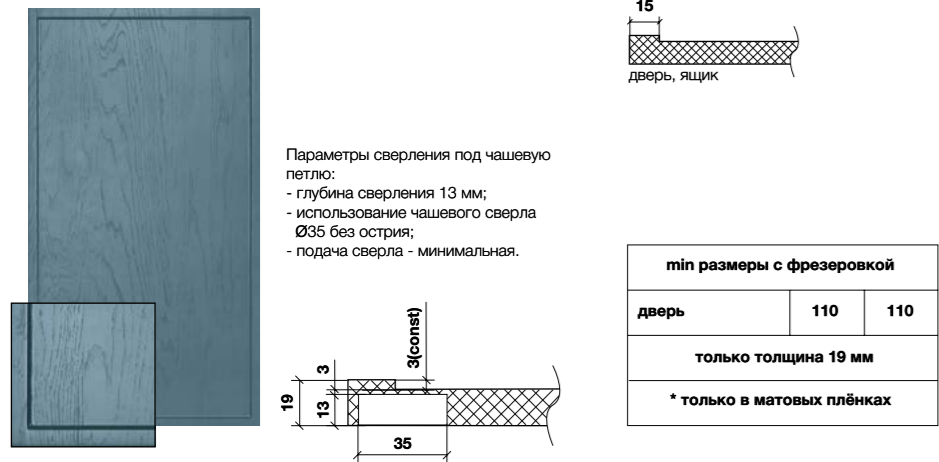 15
дверь, ящик
Параметры сверления под чашевую
петлю:
- глубина сверления 13 мм;
- использование чашевого сверла
Ø35 без острия;
- подача сверла - минимальная.
3(const)
3
19
13
35
min размеры с фрезеровкой
дверь 110 110
только толщина 19 мм
* только в матовых плёнках